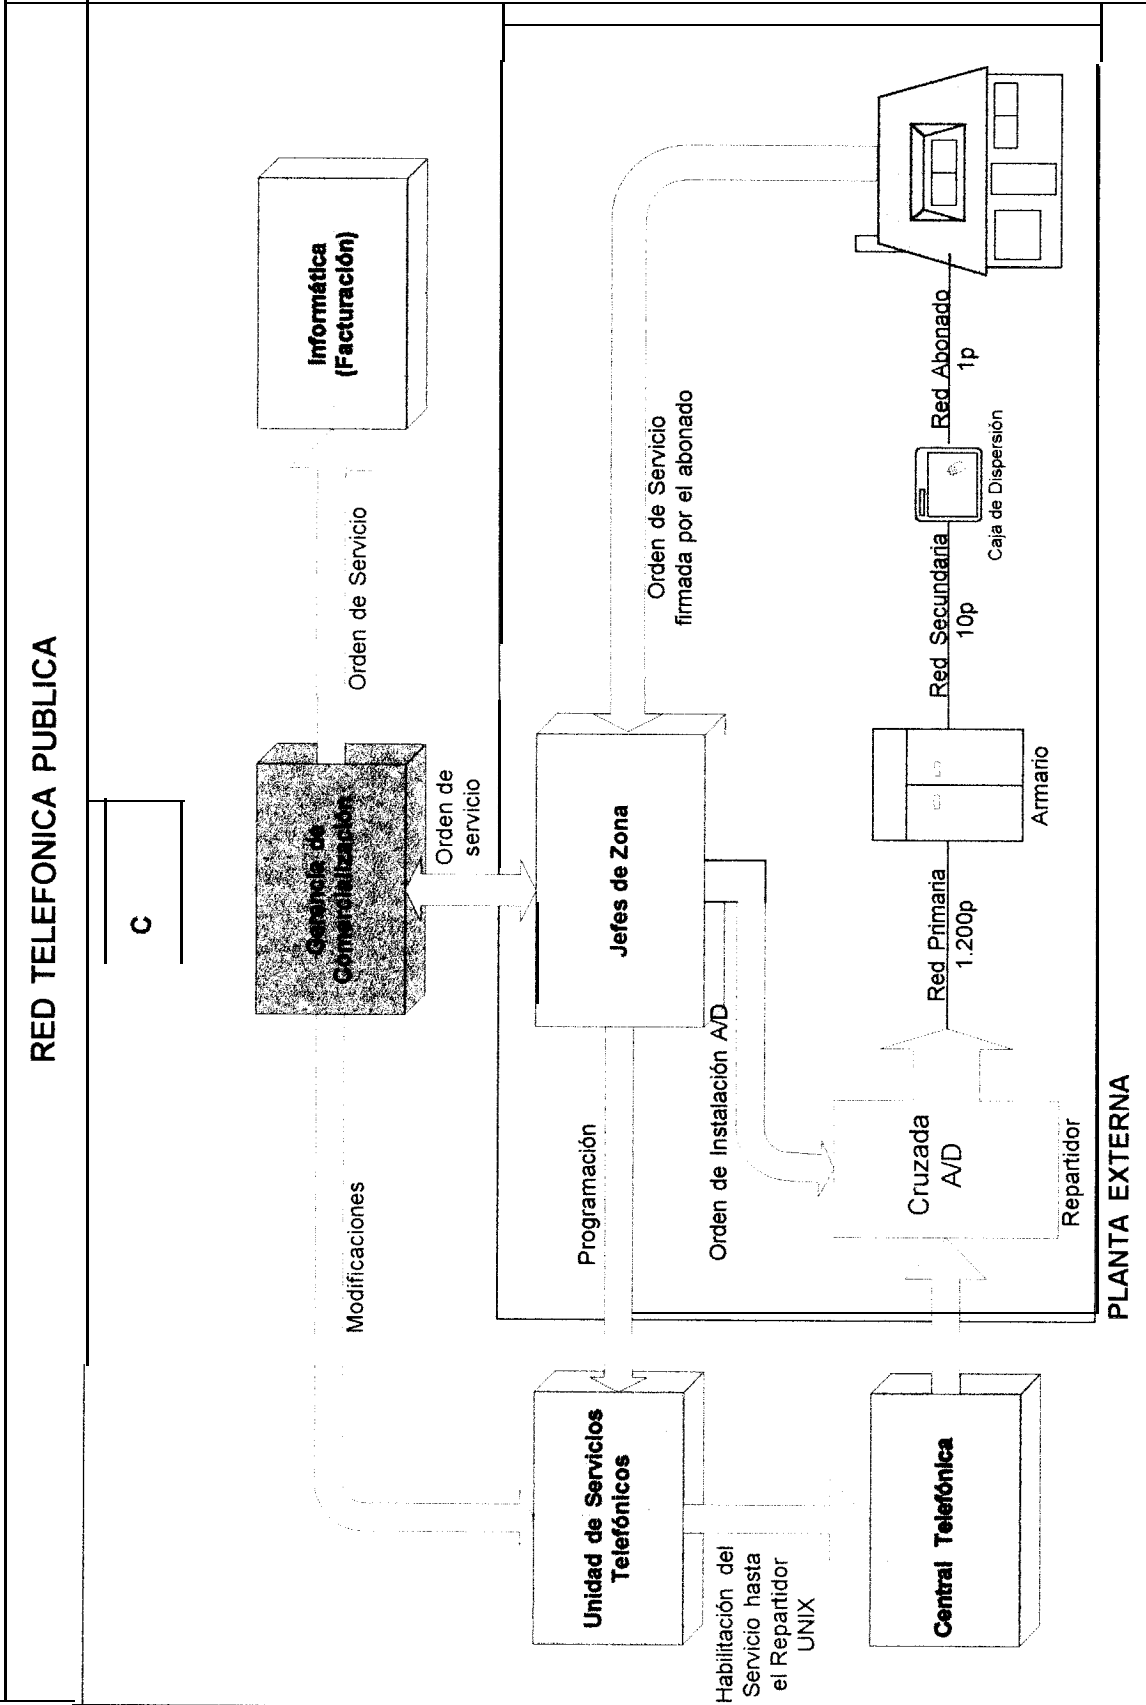 RED TELEFONICA PUBLICA
C
Gerencia de
Comercialización
Informática
(Facturación)
Modificaciones
Orden de Servicio
Orden de
servicio
Unidad de Servicios
Telefónicos
Programación
Jefes de Zona
Orden de Servicio
firmada por el abonado
Habilitación del
Servicio hasta
el Repartidor
UNIX
Orden de Instalación A/D
Central Telefónica
Cruzada
A/D
Repartidor
Red Primaria
1.200p
Armario
Red Secundaria
10p
Caja de Dispersión
Red Abonado
1p
PLANTA EXTERNA